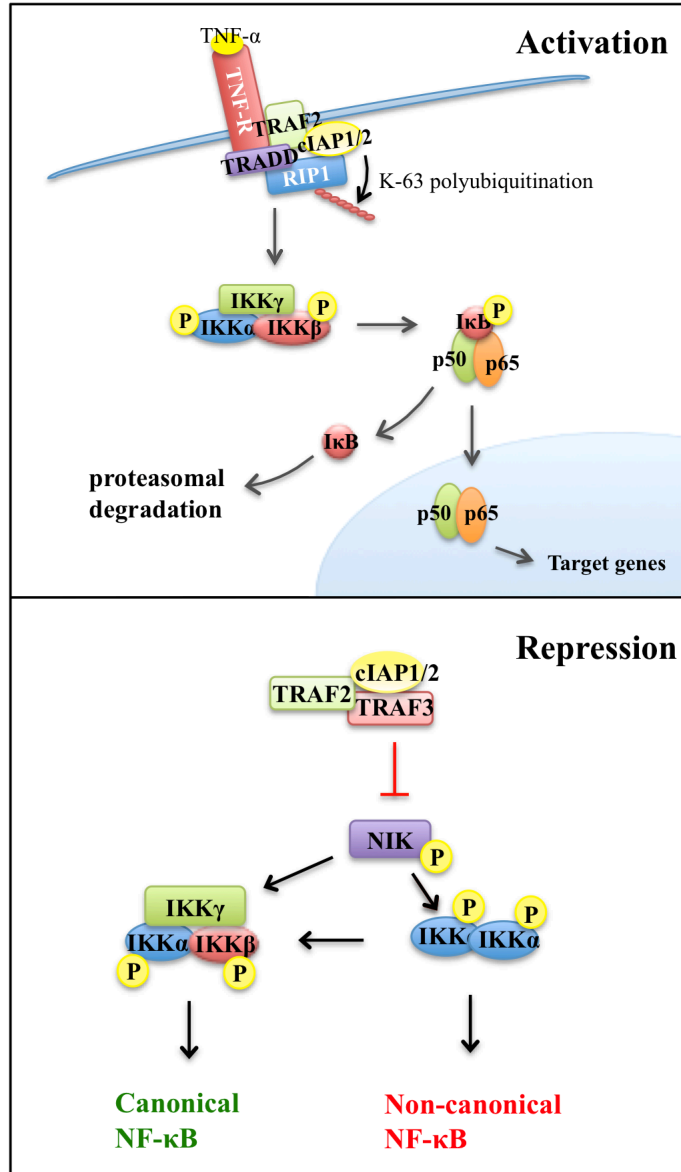 Activation
TNF-α
TNF-R
TRAF2
cIAP1/2
TRADD
RIP1
K-63 polyubiquitination
IKKγ
P
P
IKKα
IKKβ
P
IκB
p50
p65
IκB
proteasomal
degradation
p50
p65
Target genes
Repression
cIAP1/2
TRAF2
TRAF3
NIK
P
IKKγ
P
P
IKKα
IKKβ
IKK
IKKα
P
P
Canonical
NF-κB
Non-canonical
NF-κB